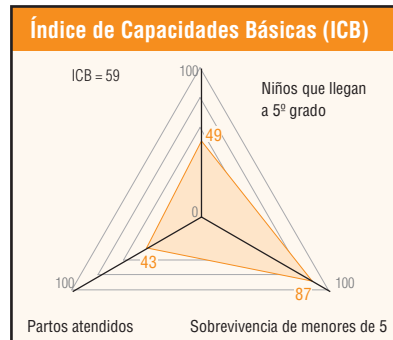 Índice de Capacidades Básicas (ICB)
ICB = 59
100
Niños que llegan
a 5º grado
49
0
43
100
100
87
Partos atendidos
Sobrevivencia de menores de 5